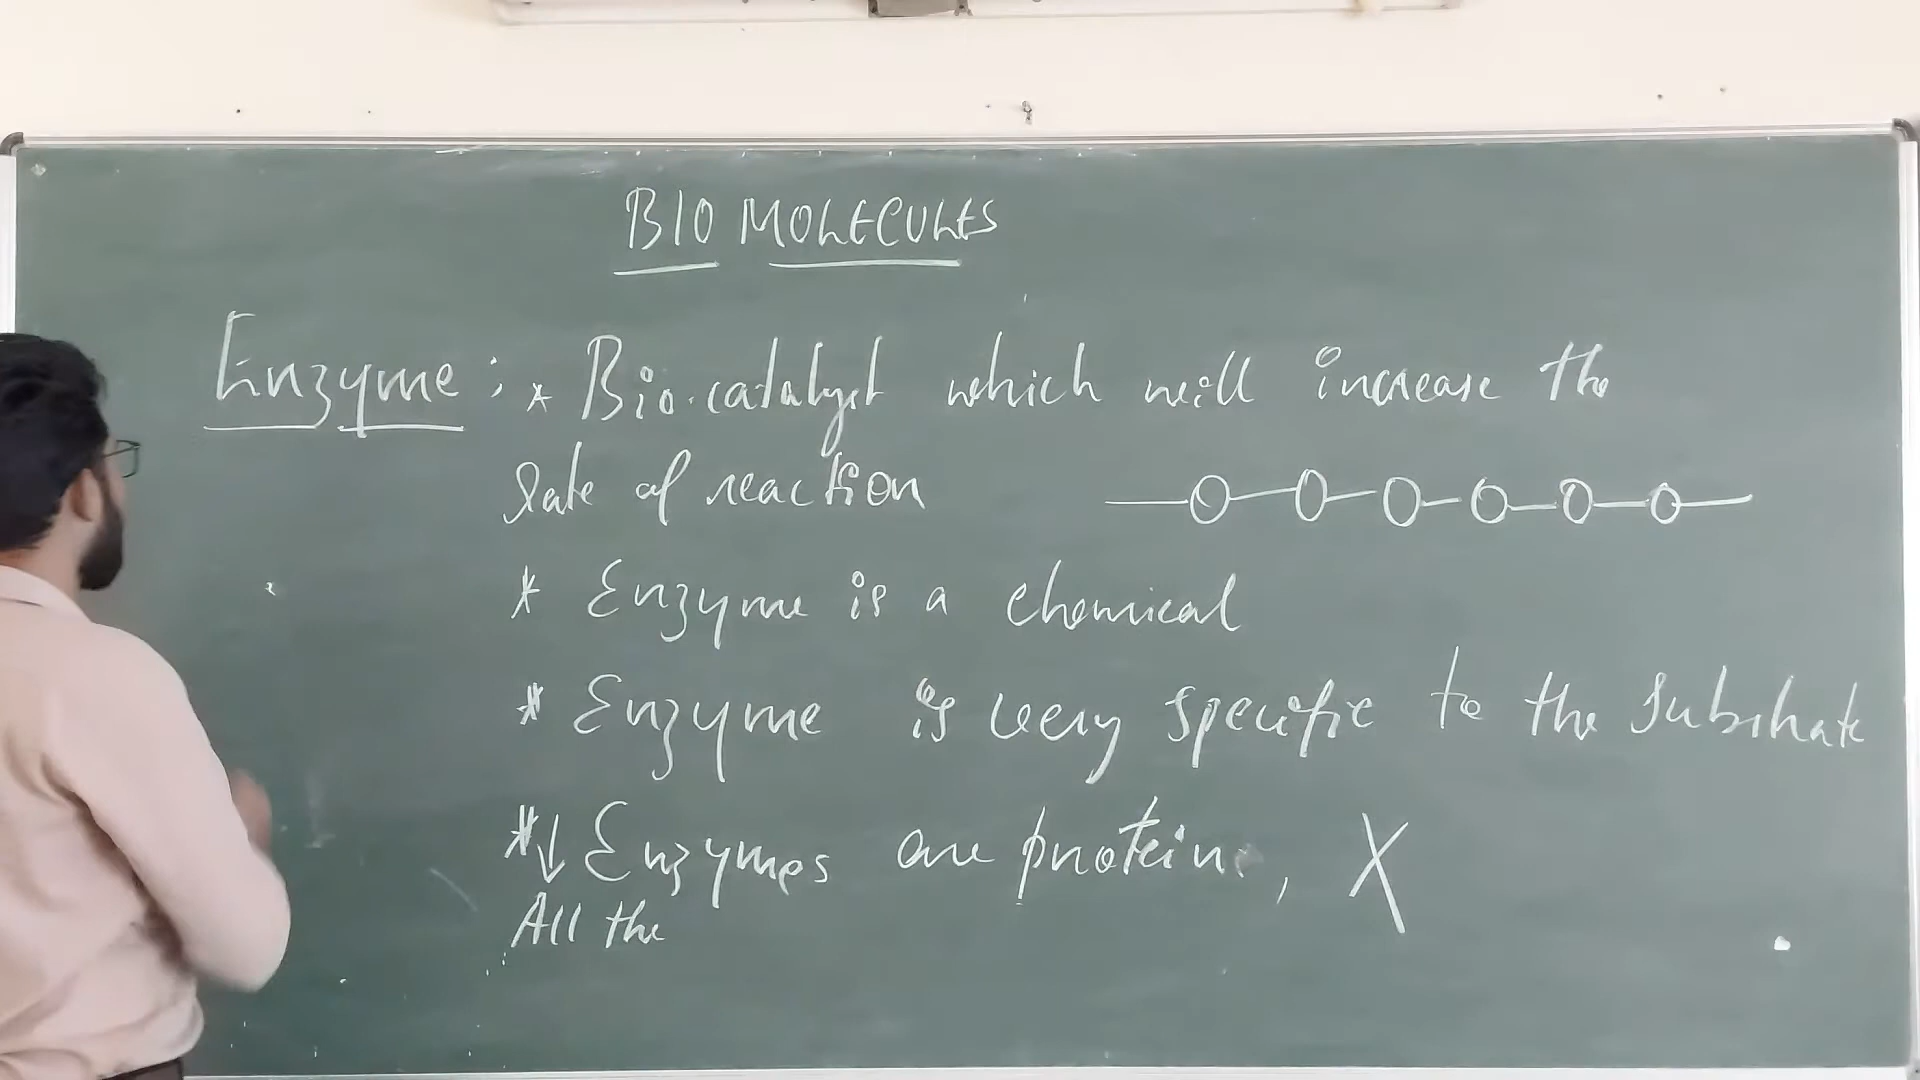 BIO MOLECULES
Enzyme : * Bio-catalyst which will increase the
rate of reaction
* Enzyme is a chemical
* Enzyme is very specific to the substrate
* ↓ Enzymes are protein, X
All the